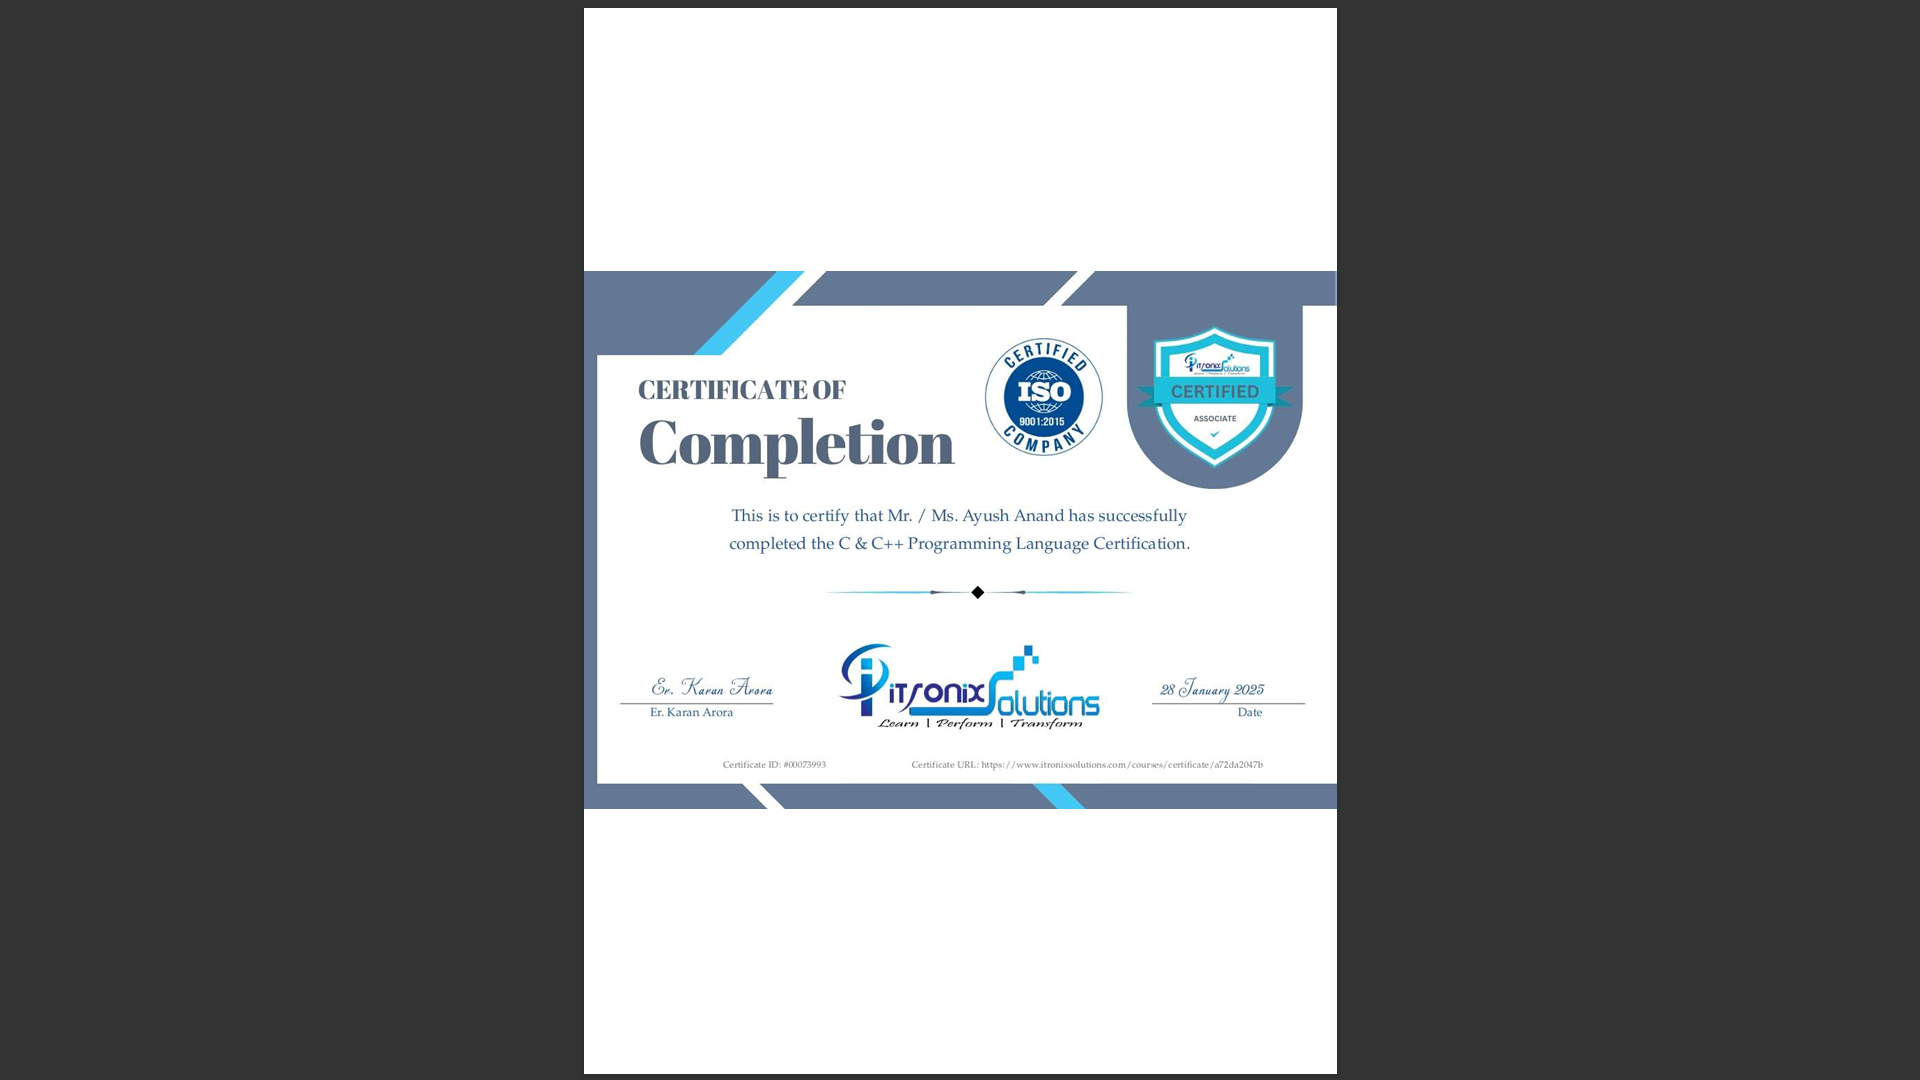 CERTIFICATE OF
Completion
CERTIFIED
ISO
9001:2015
COMPANY
itronix Solutions
CERTIFIED
ASSOCIATE
This is to certify that Mr. / Ms. Ayush Anand has successfully
completed the C & C++ Programming Language Certification.
Er. Karan Arora
Er. Karan Arora
itronix Solutions
Learn | Perform | Transform
28 January 2025
Date
Certificate ID: #00073993
Certificate URL: https://www.itronixsolutions.com/courses/certificate/a72da2047b